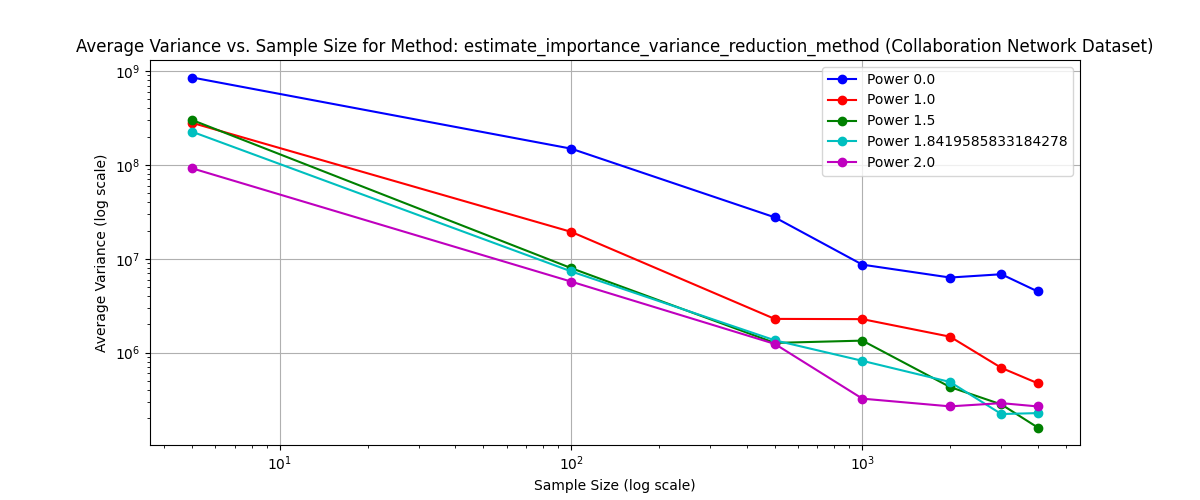 Average Variance vs. Sample Size for Method: estimate_importance_variance_reduction_method (Collaboration Network Dataset)
Average Variance (log scale)
10⁹
10⁸
10⁷
10⁶
Power 0.0
Power 1.0
Power 1.5
Power 1.8419585833184278
Power 2.0
10¹ 10² 10³
Sample Size (log scale)